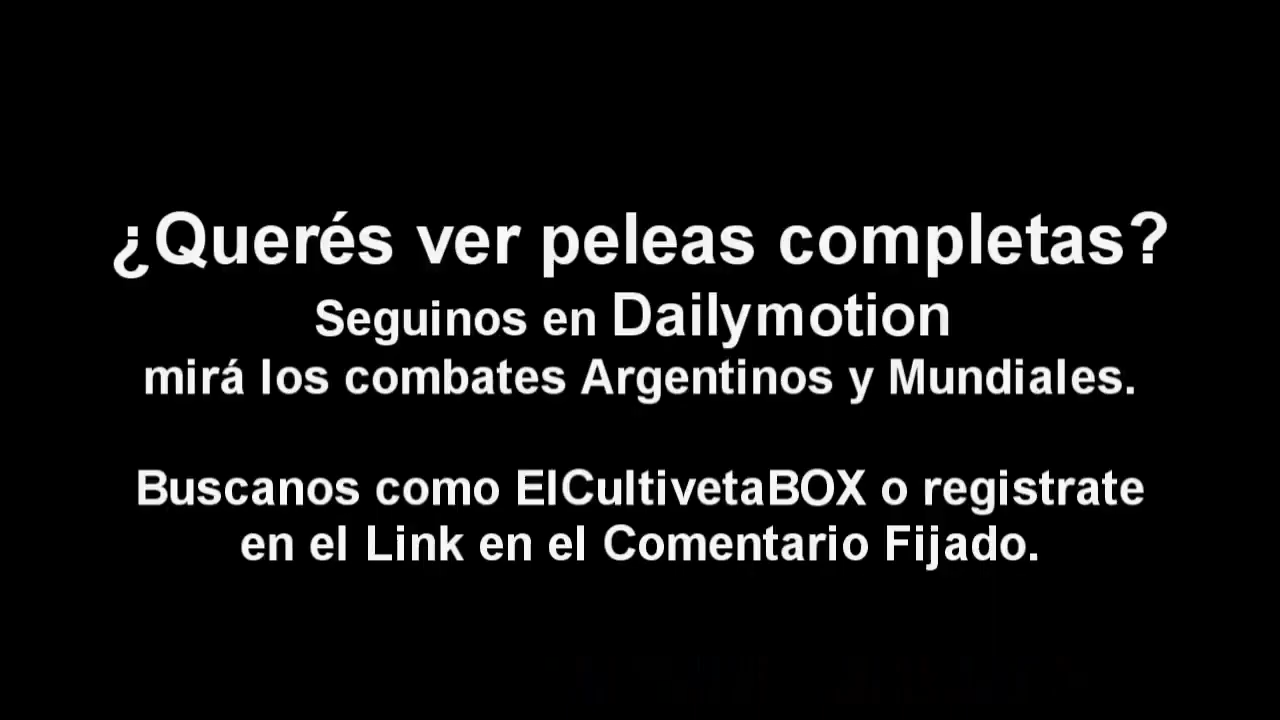 ¿Querés ver peleas completas?
Seguinos en Dailymotion
mirá los combates Argentinos y Mundiales.
Buscanos como ElCultivetaBOX o registrate
en el Link en el Comentario Fijado.